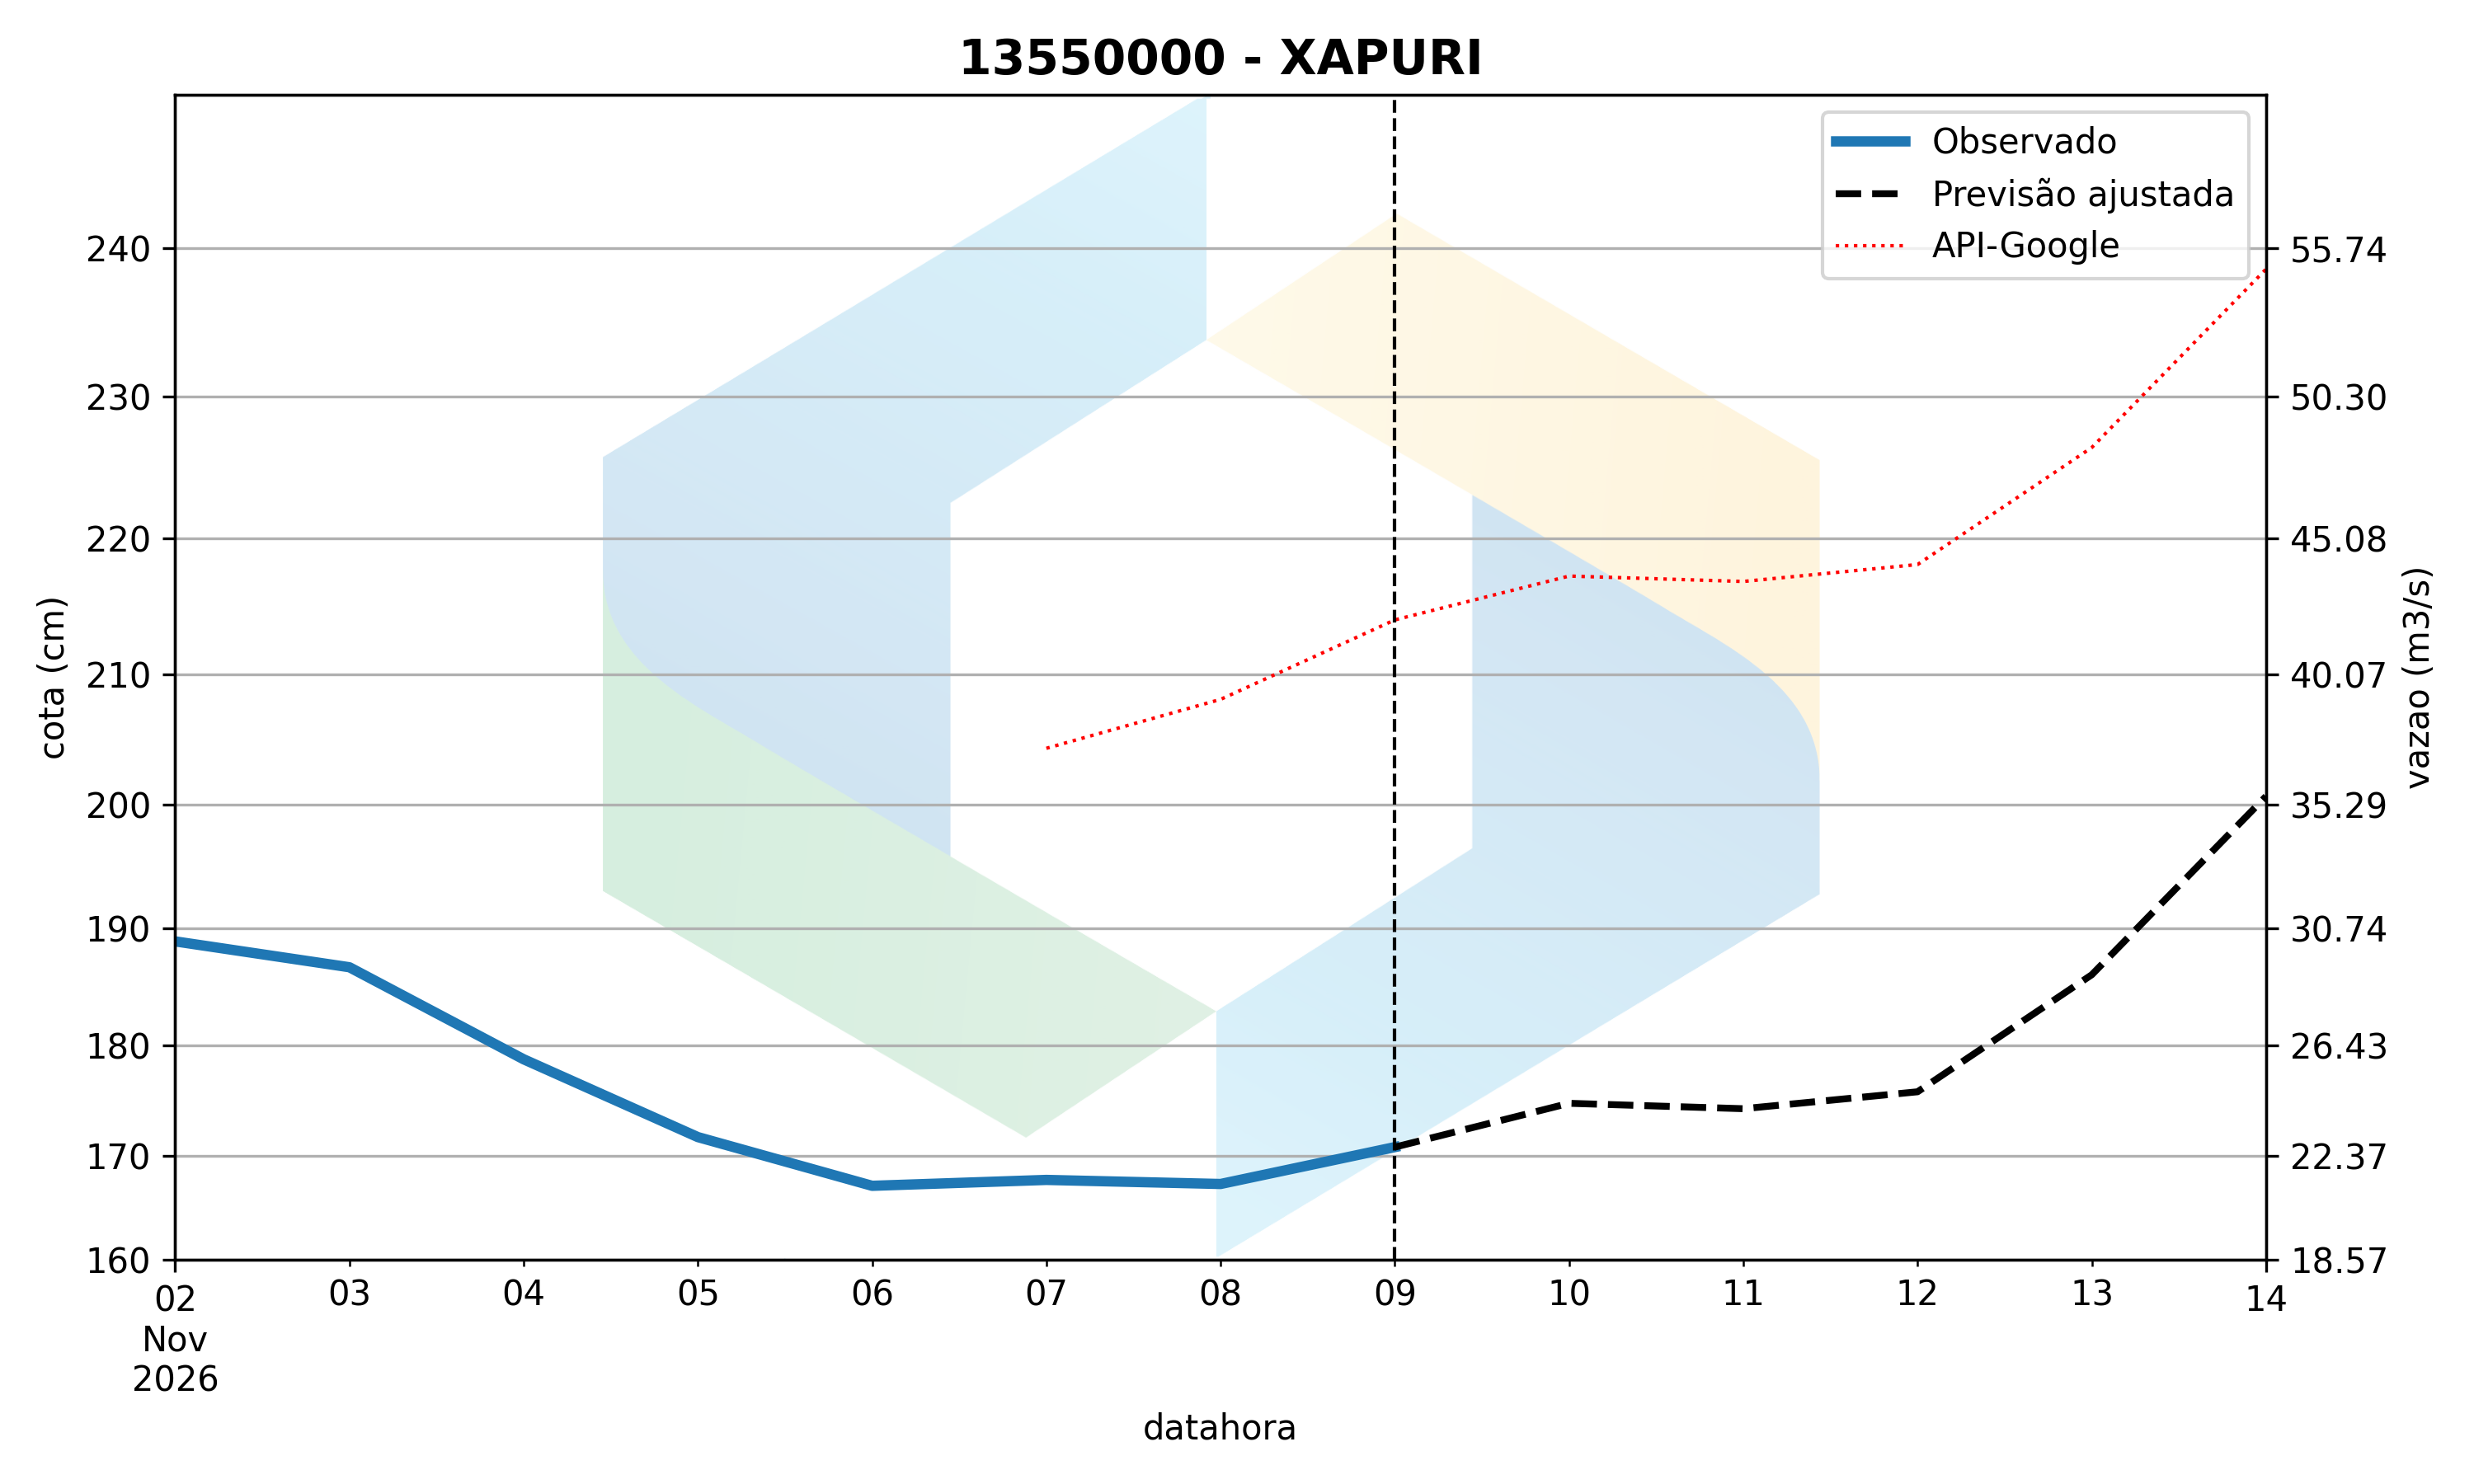 13550000 - XAPURI
Observado
Previsão ajustada
API-Google
cota (cm)
240
230
220
210
200
190
180
170
160
55.74
50.30
45.08
40.07
35.29
30.74
26.43
22.37
18.57
vazao (m3/s)
02 03 04 05 06 07 08 09 10 11 12 13 14
Nov
2026
datahora